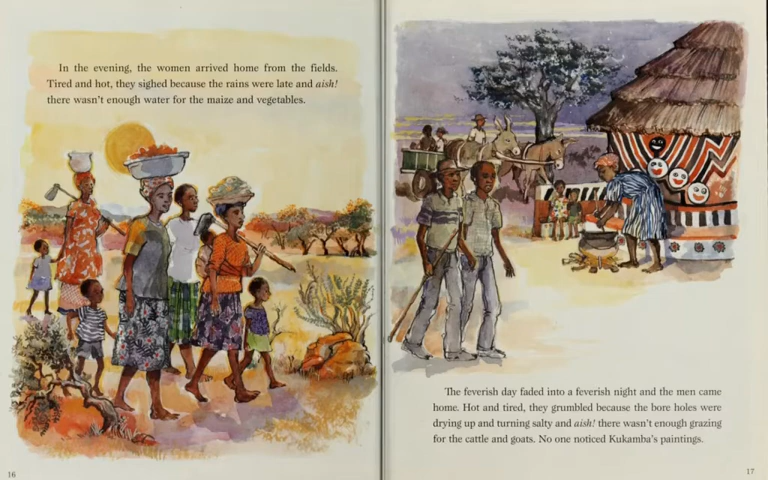 In the evening, the women arrived home from the fields.
Tired and hot, they sighed because the rains were late and aish!
there wasn't enough water for the maize and vegetables.
16
The feverish day faded into a feverish night and the men came
home. Hot and tired, they grumbled because the bore holes were
drying up and turning salty and aish! there wasn't enough grazing
for the cattle and goats. No one noticed Kukamba's paintings.
17